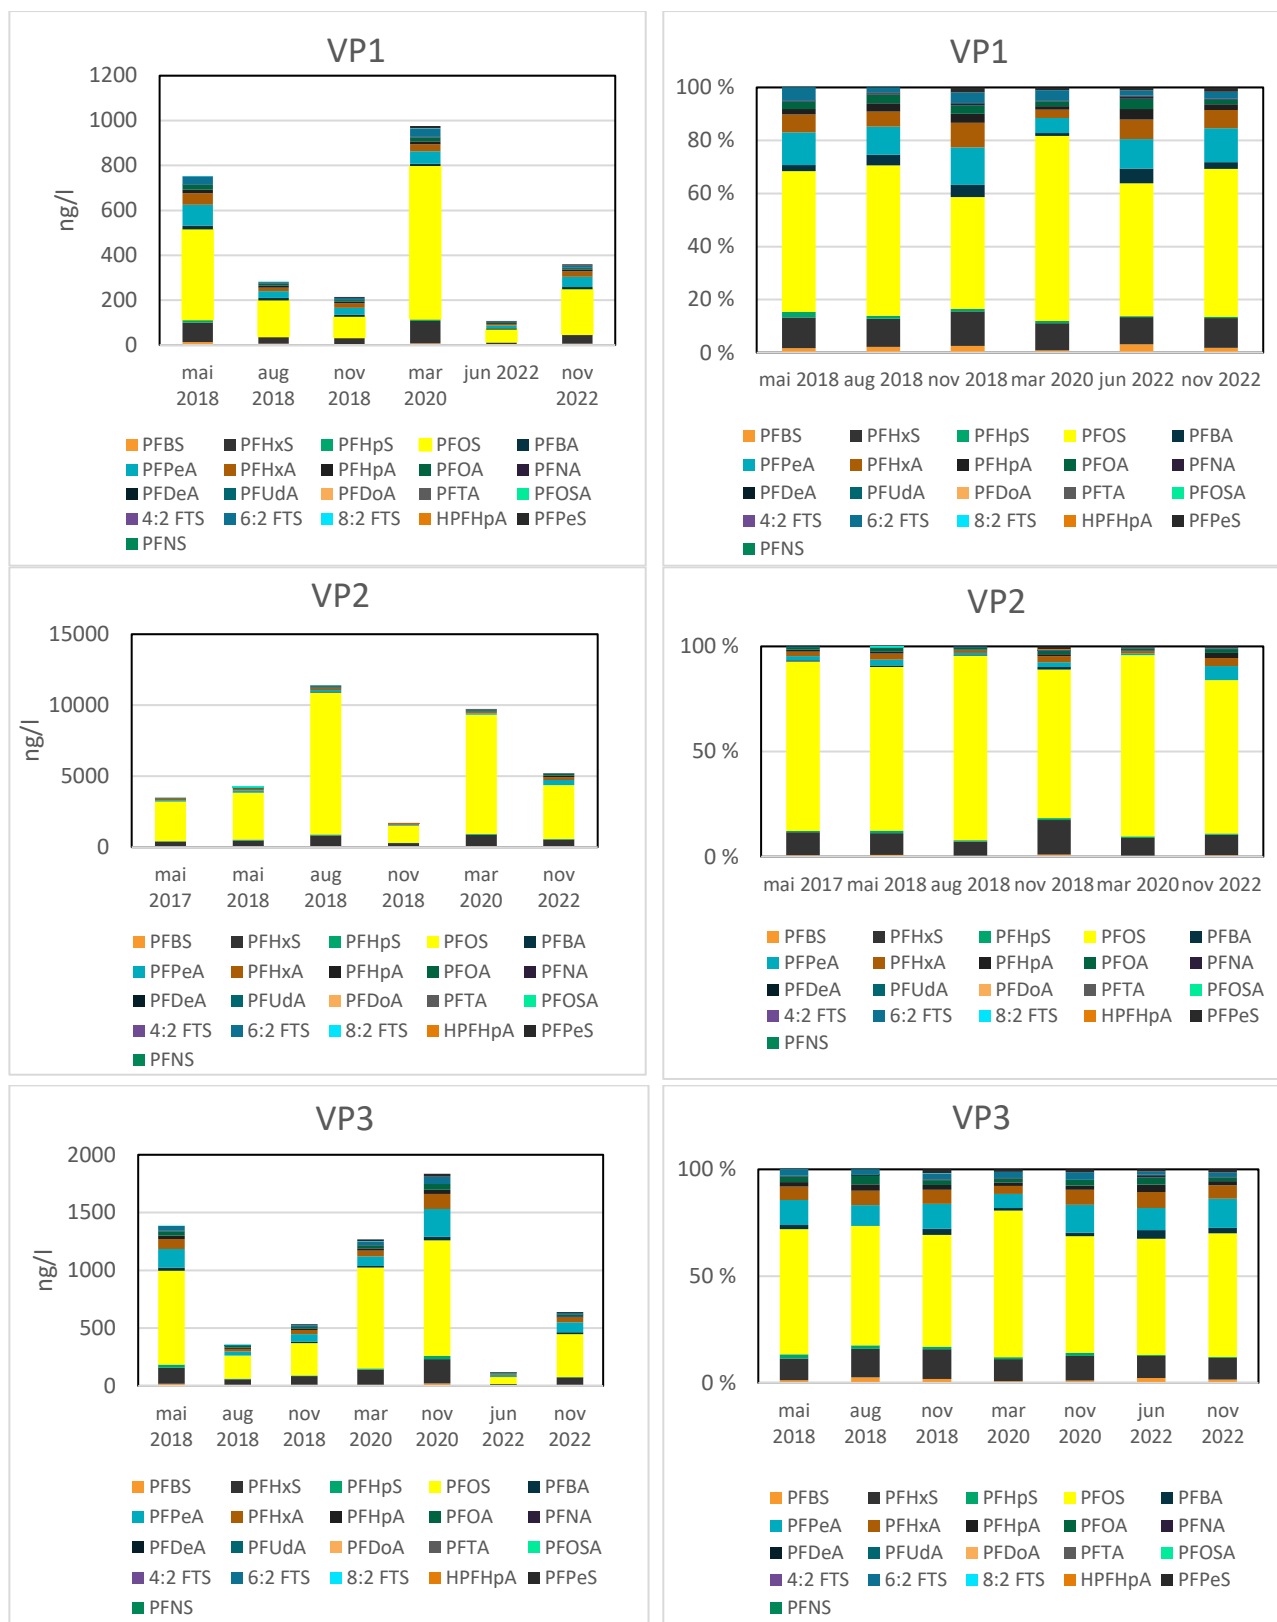 VP1
1200
1000
800
600
400
200
0
ng/l
mai 2018
aug 2018
nov 2018
mar 2020
jun 2022
nov 2022
PFBS PFHxS PFHpS PFOS PFBA
PFPeA PFHxA PFHpA PFOA PFNA
PFDeA PFUdA PFDoA PFTA PFOSA
4:2 FTS 6:2 FTS 8:2 FTS HPFHpA PFPeS
PFNS
VP1
100 %
80 %
60 %
40 %
20 %
0 %
mai 2018 aug 2018 nov 2018 mar 2020 jun 2022 nov 2022
PFBS PFHxS PFHpS PFOS PFBA
PFPeA PFHxA PFHpA PFOA PFNA
PFDeA PFUdA PFDoA PFTA PFOSA
4:2 FTS 6:2 FTS 8:2 FTS HPFHpA PFPeS
PFNS
VP2
15000
10000
5000
0
ng/l
mai 2017
mai 2018
aug 2018
nov 2018
mar 2020
nov 2022
PFBS PFHxS PFHpS PFOS PFBA
PFPeA PFHxA PFHpA PFOA PFNA
PFDeA PFUdA PFDoA PFTA PFOSA
4:2 FTS 6:2 FTS 8:2 FTS HPFHpA PFPeS
PFNS
VP2
100 %
50 %
0 %
mai 2017 mai 2018 aug 2018 nov 2018 mar 2020 nov 2022
PFBS PFHxS PFHpS PFOS PFBA
PFPeA PFHxA PFHpA PFOA PFNA
PFDeA PFUdA PFDoA PFTA PFOSA
4:2 FTS 6:2 FTS 8:2 FTS HPFHpA PFPeS
PFNS
VP3
2000
1500
1000
500
0
ng/l
mai 2018
aug 2018
nov 2018
mar 2020
nov 2020
jun 2022
nov 2022
PFBS PFHxS PFHpS PFOS PFBA
PFPeA PFHxA PFHpA PFOA PFNA
PFDeA PFUdA PFDoA PFTA PFOSA
4:2 FTS 6:2 FTS 8:2 FTS HPFHpA PFPeS
PFNS
VP3
100 %
50 %
0 %
mai 2018
aug 2018
nov 2018
mar 2020
nov 2020
jun 2022
nov 2022
PFBS PFHxS PFHpS PFOS PFBA
PFPeA PFHxA PFHpA PFOA PFNA
PFDeA PFUdA PFDoA PFTA PFOSA
4:2 FTS 6:2 FTS 8:2 FTS HPFHpA PFPeS
PFNS